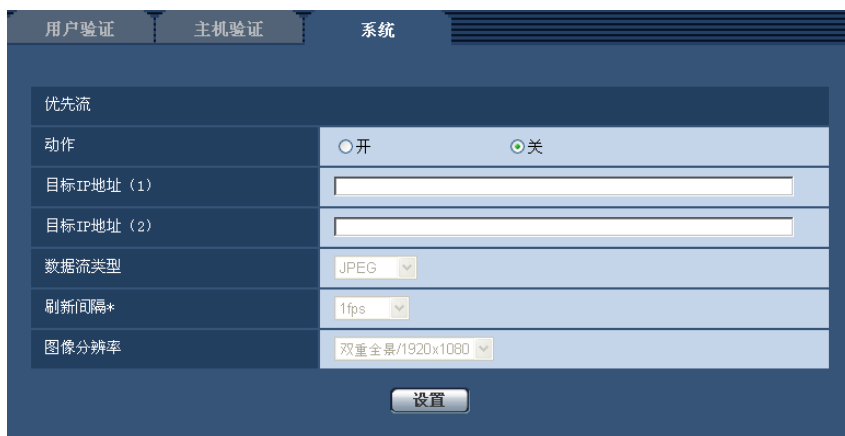 用户验证 主机验证 系统
优先流
动作 开 关
目标IP地址（1）
目标IP地址（2）
数据流类型 JPEG
刷新间隔* 1fps
图像分辨率 双重全景/1920x1080
设置